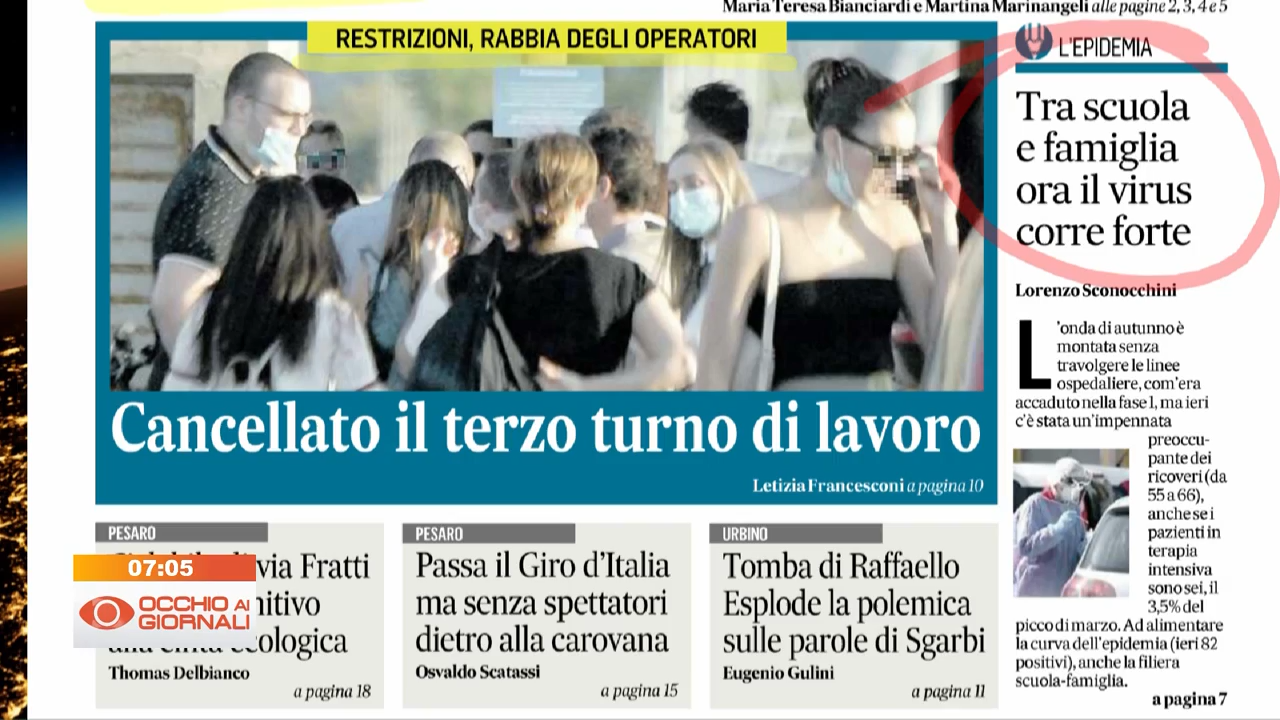 Maria Teresa Bianciardi e Martina Marinangeli alle pagine 2, 3, 4 e 5
RESTRIZIONI, RABBIA DEGLI OPERATORI
Cancellato il terzo turno di lavoro
Letizia Francesconi a pagina 10
L'EPIDEMIA
Tra scuola
e famiglia
ora il virus
corre forte
Lorenzo Sconocchini
L'onda di autunno è
montata senza
travolgere le linee
ospedaliere, com'era
accaduto nella fase 1, ma ieri
c'è stata un'impennata
preoccu-
pante dei
ricoveri (da
55 a 66),
anche se i
pazienti in
terapia
intensiva
sono sei, il
3,5% del
picco di marzo. Ad alimentare
la curva dell'epidemia (ieri 82
positivi), anche la filiera
scuola-famiglia.
a pagina 7
PESARO
via Fratti
Thomas Delbianco
a pagina 18
PESARO
Passa il Giro d'Italia
ma senza spettatori
dietro alla carovana
Osvaldo Scatassi
a pagina 15
URBINO
Tomba di Raffaello
Esplode la polemica
sulle parole di Sgarbi
Eugenio Gulini
a pagina 11
07:05
OCCHIO AI
GIORNALI